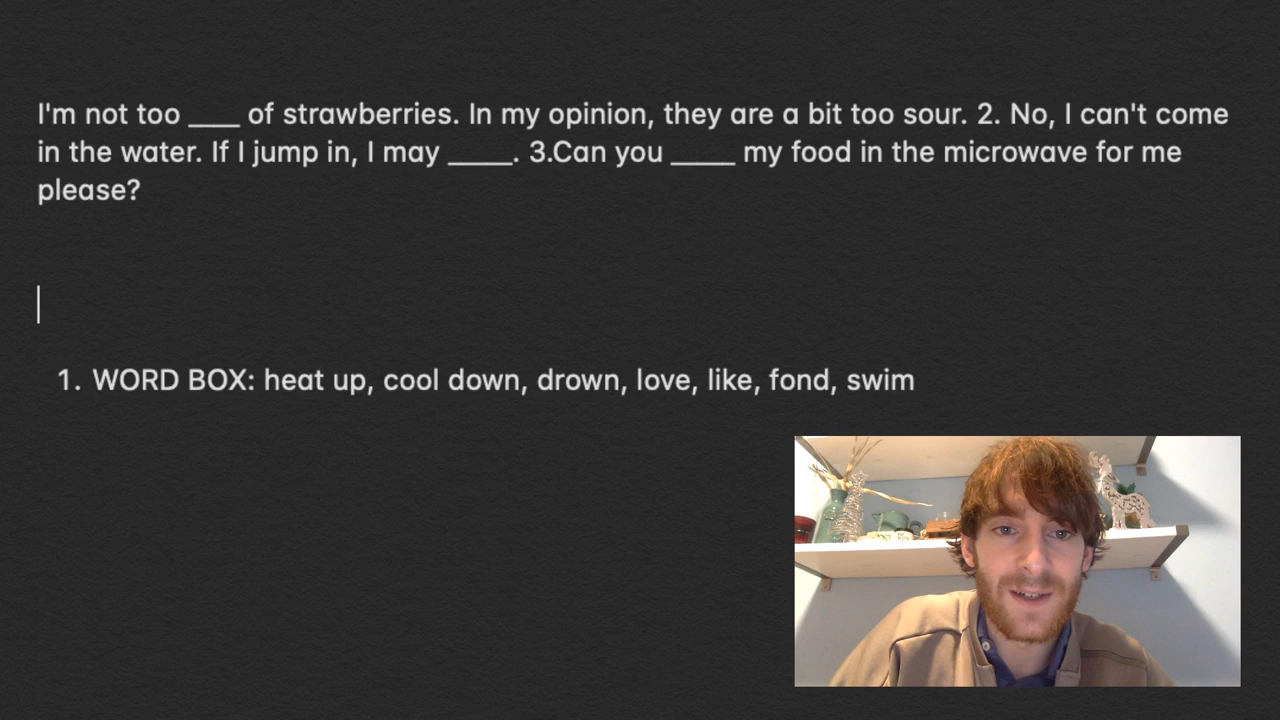 I'm not too ____ of strawberries. In my opinion, they are a bit too sour. 2. No, I can't come
in the water. If I jump in, I may _____. 3.Can you _____ my food in the microwave for me
please?
1. WORD BOX: heat up, cool down, drown, love, like, fond, swim